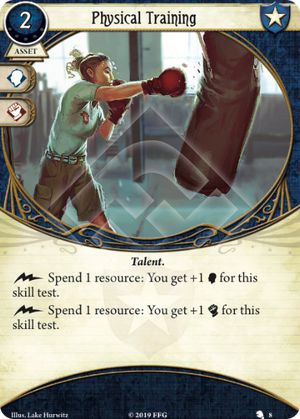 2
Physical Training
ASSET
Talent.
Spend 1 resource: You get +1 for this
skill test.
Spend 1 resource: You get +1 for this
skill test.
Illus. Lake Hurwitz
© 2019 FFG
8